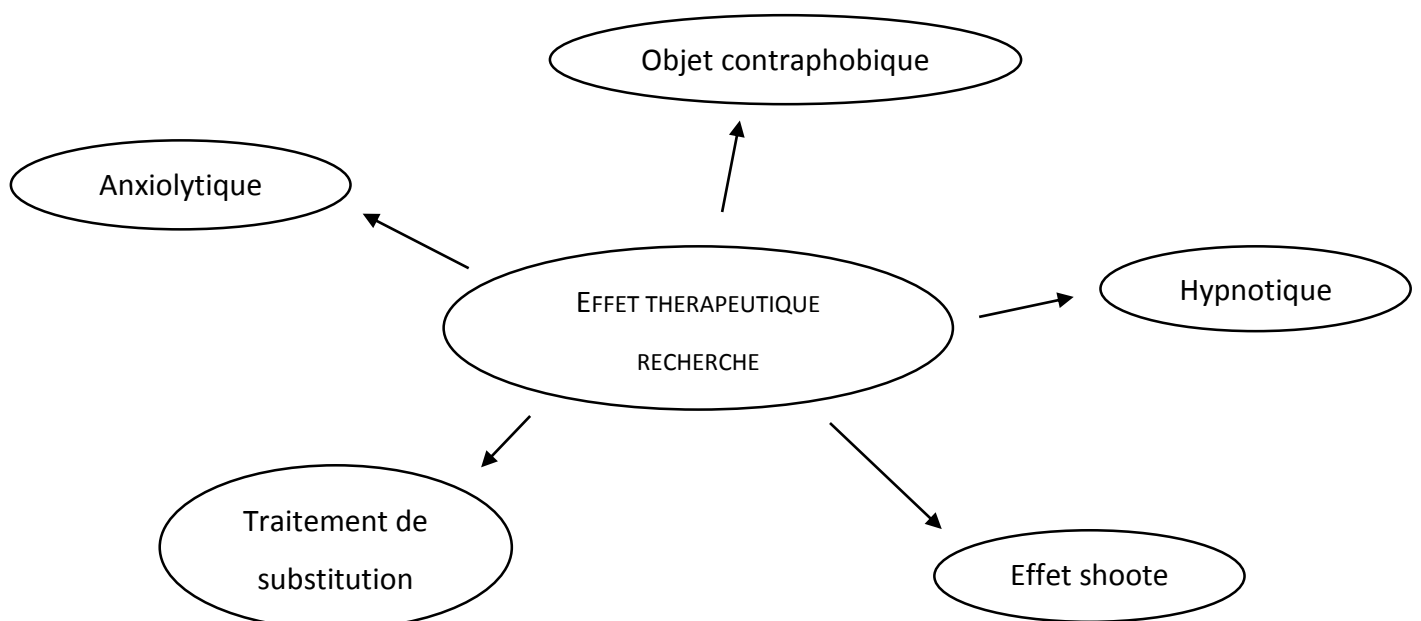 Objet contraphobique
Anxiolytique
Hypnotique
EFFET THERAPEUTIQUE
RECHERCHE
Traitement de
substitution
Effet shoote